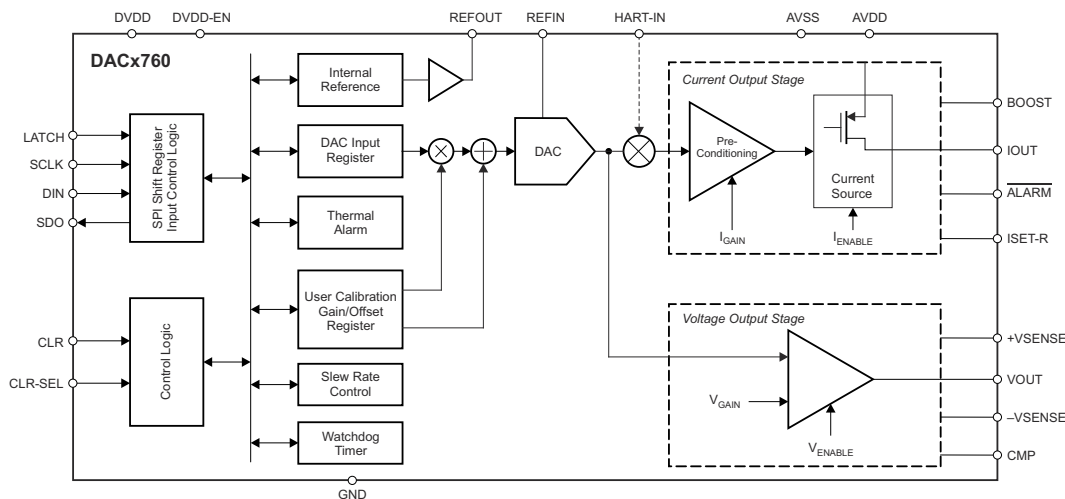 DVDD
DVDD-EN
REFOUT
REFIN
HART-IN
AVSS
AVDD
DACx760
LATCH
SCLK
DIN
SDO
SPI Shift Register
Input Control Logic
CLR
CLR-SEL
Control Logic
Internal
Reference
DAC Input
Register
Thermal
Alarm
User Calibration
Gain/Offset
Register
Slew Rate
Control
Watchdog
Timer
DAC
Current Output Stage
Pre-
Conditioning
Current
Source
IGAIN
IENABLE
BOOST
IOUT
ALARM
ISET-R
Voltage Output Stage
VGAIN
VENABLE
+VSENSE
VOUT
–VSENSE
CMP
GND